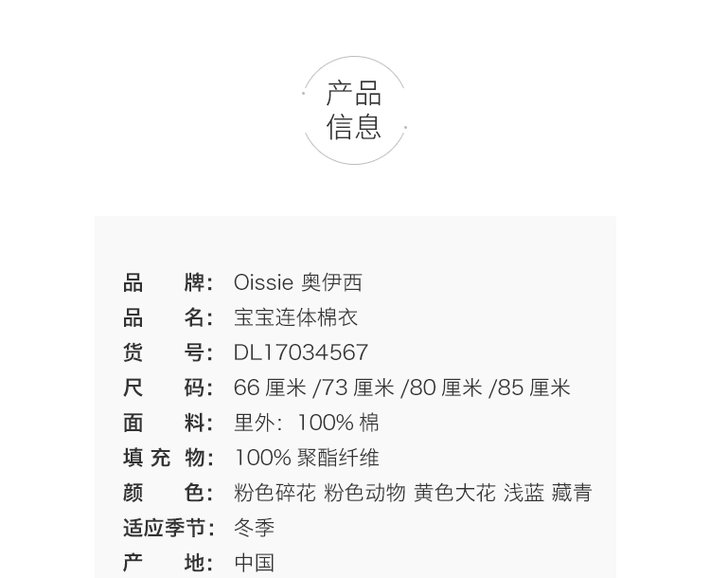 产品
信息
品 牌： Oissie 奥伊西
品 名： 宝宝连体棉衣
货 号： DL17034567
尺 码： 66 厘米 /73 厘米 /80 厘米 /85 厘米
面 料： 里外：100% 棉
填 充 物： 100% 聚酯纤维
颜 色： 粉色碎花 粉色动物 黄色大花 浅蓝 藏青
适应季节： 冬季
产 地： 中国